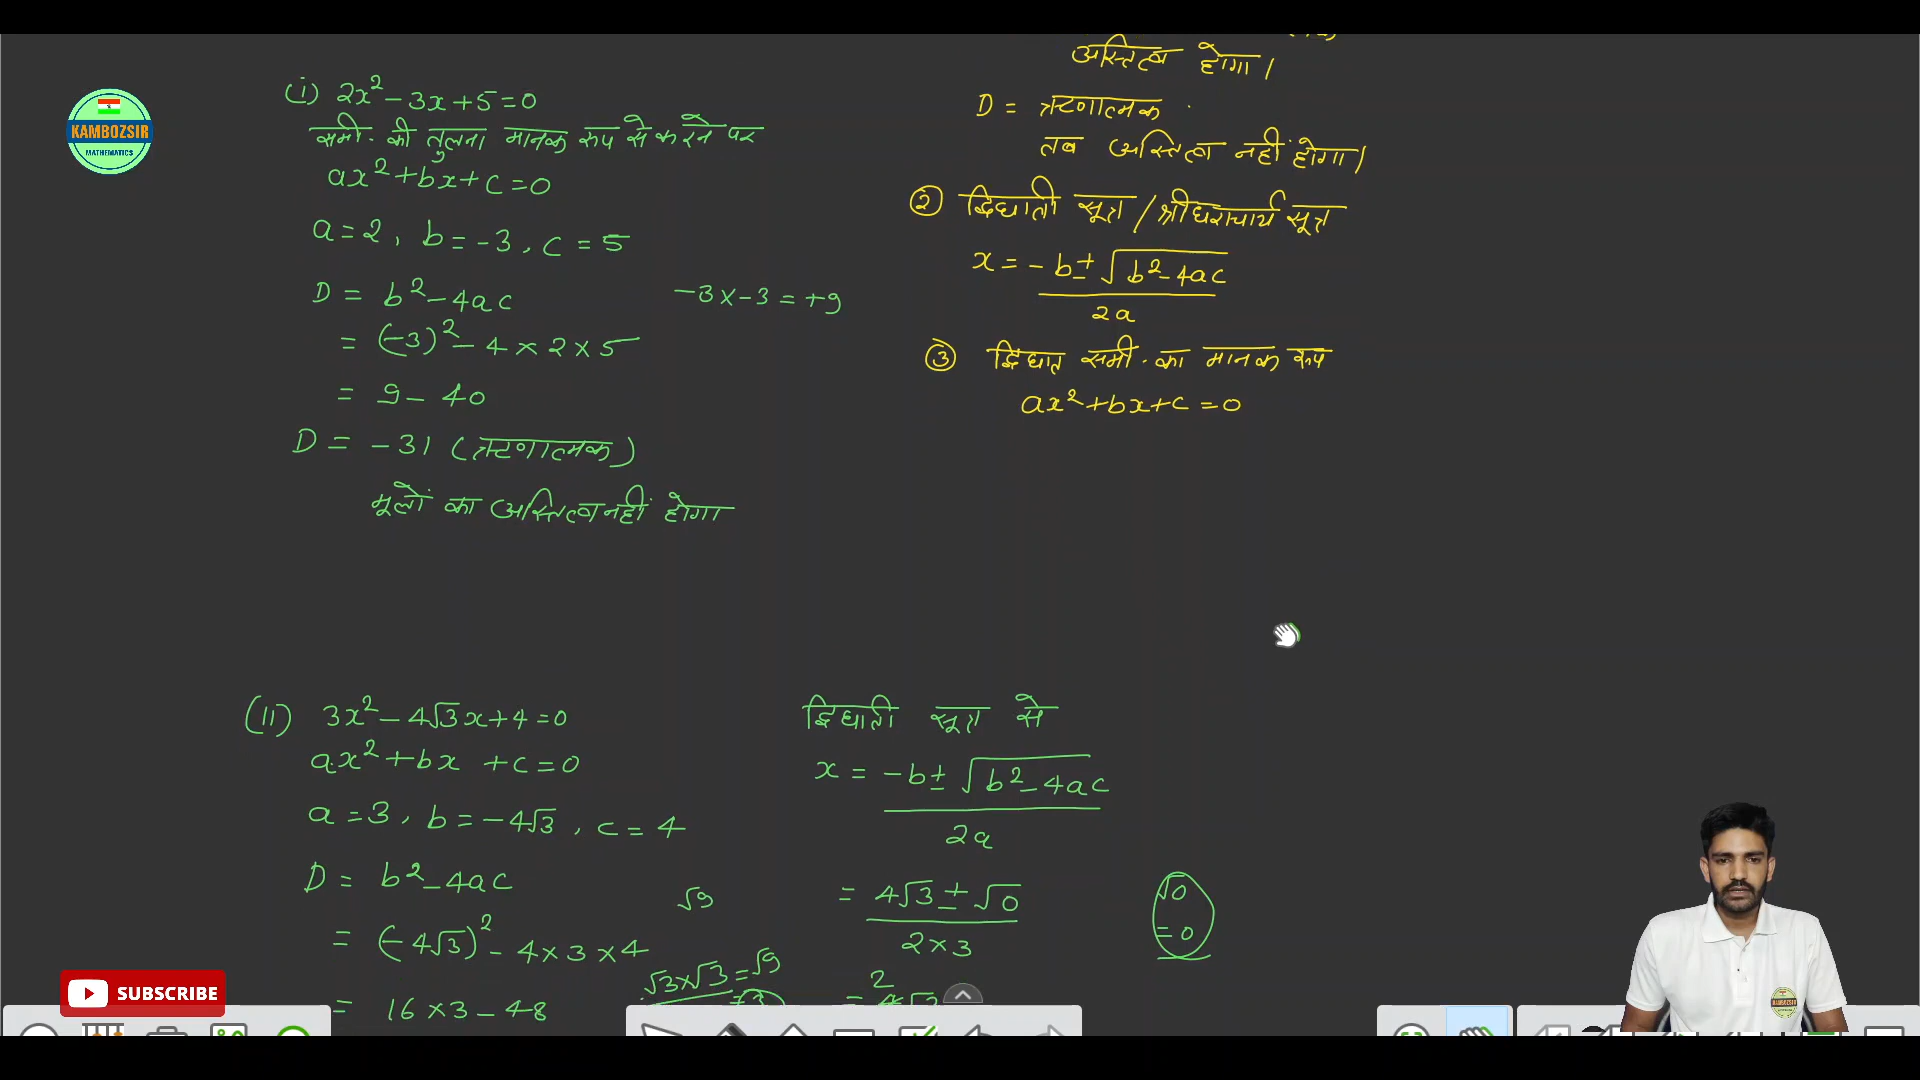 KAMBOZSIR
MATHEMATICS
(i) 2x² - 3x + 5 = 0
समी. की तुलना मानक रूप से करने पर
ax² + bx + c = 0
a = 2, b = -3, c = 5
D = b² - 4ac
-3 × -3 = +9
= (-3)² - 4 × 2 × 5
= 9 - 40
D = -31 (ऋणात्मक)
मूलों का अस्तित्व नहीं होगा
अस्तित्व होगा।
D = ऋणात्मक
तब अस्तित्व नहीं होगा।
② द्विघाती सूत्र / श्रीधराचार्य सूत्र
x = -b ± √b² - 4ac
2a
③ द्विघात समी. का मानक रूप
ax² + bx + c = 0
(ii) 3x² - 4√3x + 4 = 0
ax² + bx + c = 0
a = 3, b = -4√3, c = 4
D = b² - 4ac
√9
= (-4√3)² - 4 × 3 × 4
√3 × √3 = √9
= 16 × 3 - 48
द्विघाती सूत्र से
x = -b ± √b² - 4ac
2a
= 4√3 ± √0
2 × 3
2
√0
= 0
SUBSCRIBE